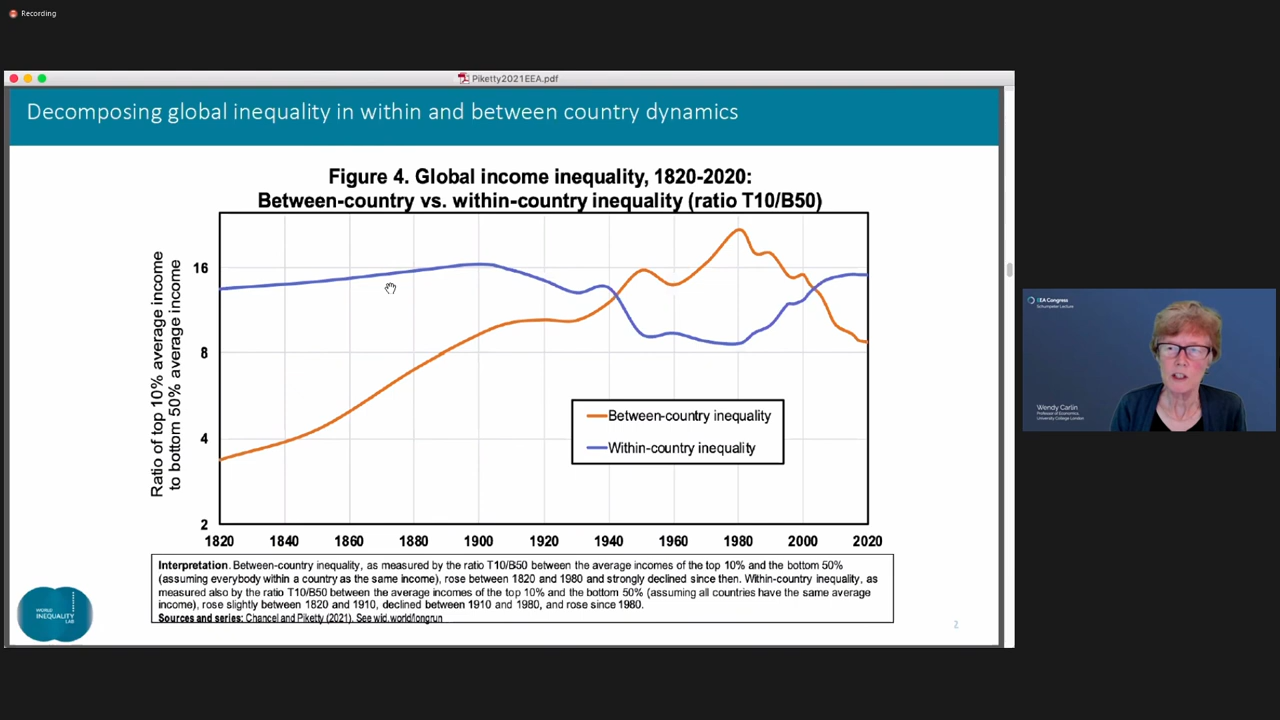 Recording
Piketty2021EEA.pdf
Decomposing global inequality in within and between country dynamics
Figure 4. Global income inequality, 1820-2020:
Between-country vs. within-country inequality (ratio T10/B50)
Ratio of top 10% average income
to bottom 50% average income
16
8
4
2
Between-country inequality
Within-country inequality
1820 1840 1860 1880 1900 1920 1940 1960 1980 2000 2020
Interpretation. Between-country inequality, as measured by the ratio T10/B50 between the average incomes of the top 10% and the bottom 50%
(assuming everybody within a country as the same income), rose between 1820 and 1980 and strongly declined since then. Within-country inequality, as
measured also by the ratio T10/B50 between the average incomes of the top 10% and the bottom 50% (assuming all countries have the same average
income), rose slightly between 1820 and 1910, declined between 1910 and 1980, and rose since 1980.
Sources and series: Chancel and Piketty (2021). See wid.world/longrun
WORLD
INEQUALITY
LAB
2
EEA Congress
Schumpeter Lecture
Wendy Carlin
Professor of Economics,
University College London